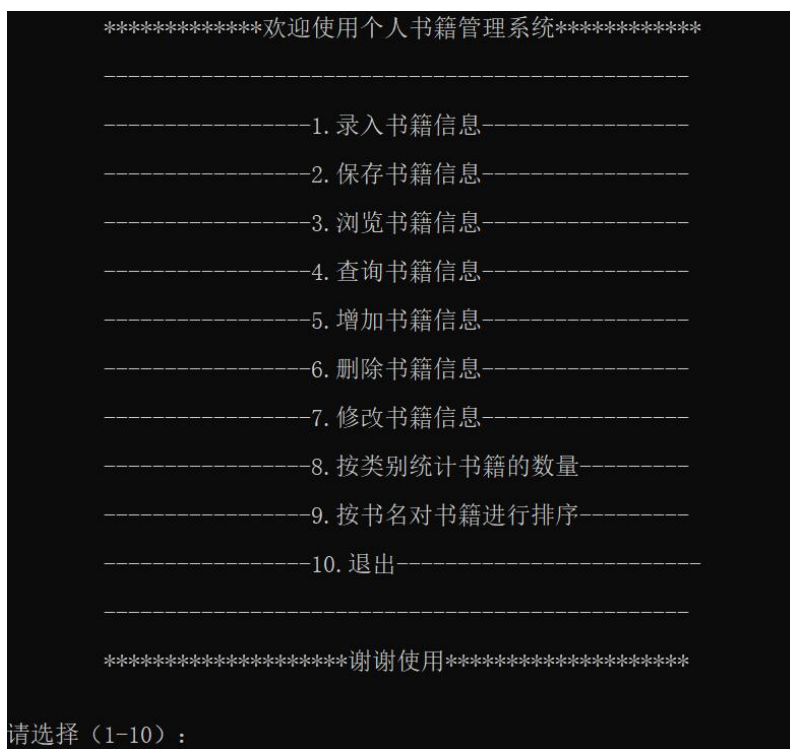 *************欢迎使用个人书籍管理系统************
------------------------------------------------
-----------------1.录入书籍信息-----------------
-----------------2.保存书籍信息-----------------
-----------------3.浏览书籍信息-----------------
-----------------4.查询书籍信息-----------------
-----------------5.增加书籍信息-----------------
-----------------6.删除书籍信息-----------------
-----------------7.修改书籍信息-----------------
-----------------8.按类别统计书籍的数量---------
-----------------9.按书名对书籍进行排序---------
-----------------10.退出-------------------------
------------------------------------------------
********************谢谢使用********************
请选择（1-10）: